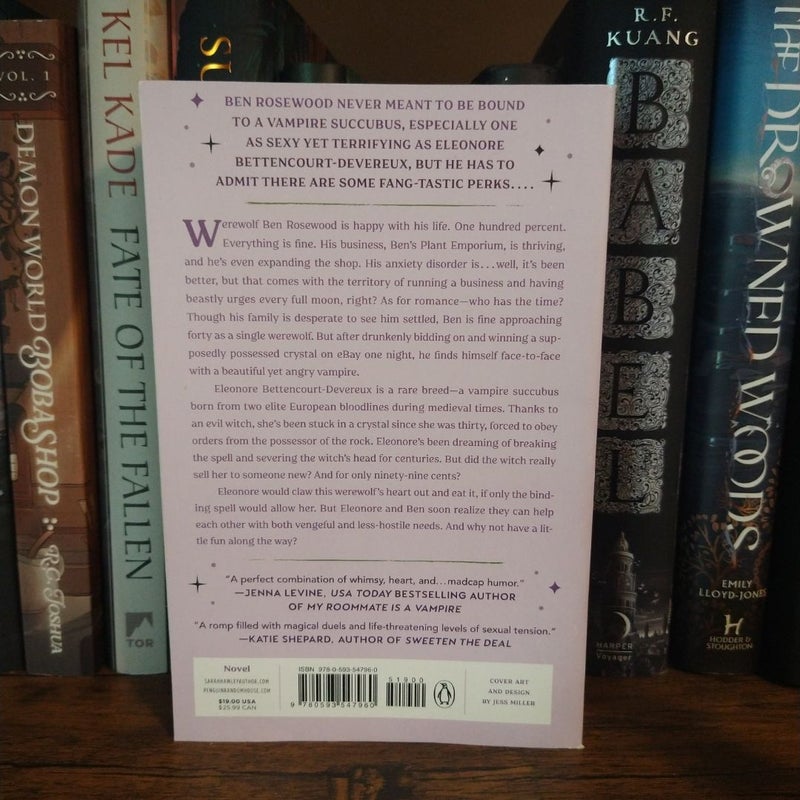 VOL. 1
DEMON WORLD BOBA SHOP
R.C. JOSHUA
KEL KADE FATE OF THE FALLEN
TOR
SU
BEN ROSEWOOD NEVER MEANT TO BE BOUND
TO A VAMPIRE SUCCUBUS, ESPECIALLY ONE
AS SEXY YET TERRIFYING AS ELEONORE
BETTENCOURT-DEVEREUX, BUT HE HAS TO
ADMIT THERE ARE SOME FANG-TASTIC PERKS....
Werewolf Ben Rosewood is happy with his life. One hundred percent.
Everything is fine. His business, Ben's Plant Emporium, is thriving,
and he's even expanding the shop. His anxiety disorder is...well, it's been
better, but that comes with the territory of running a business and having
beastly urges every full moon, right? As for romance—who has the time?
Though his family is desperate to see him settled, Ben is fine approaching
forty as a single werewolf. But after drunkenly bidding on and winning a sup-
posedly possessed crystal on eBay one night, he finds himself face-to-face
with a beautiful yet angry vampire.
Eleonore Bettencourt-Devereux is a rare breed—a vampire succubus
born from two elite European bloodlines during medieval times. Thanks to
an evil witch, she's been stuck in a crystal since she was thirty, forced to obey
orders from the possessor of the rock. Eleonore's been dreaming of breaking
the spell and severing the witch's head for centuries. But did the witch really
sell her to someone new? And for only ninety-nine cents?
Eleonore would claw this werewolf's heart out and eat it, if only the bind-
ing spell would allow her. But Eleonore and Ben soon realize they can help
each other with both vengeful and less-hostile needs. And why not have a lit-
tle fun along the way?
"A perfect combination of whimsy, heart, and...madcap humor."
—JENNA LEVINE, USA TODAY BESTSELLING AUTHOR
OF MY ROOMMATE IS A VAMPIRE
"A romp filled with magical duels and life-threatening levels of sexual tension."
—KATIE SHEPARD, AUTHOR OF SWEETEN THE DEAL
Novel
SARAHHAWLEYAUTHOR.COM
PENGUINRANDOMHOUSE.COM
$19.00 USA
$25.99 CAN
ISBN 978-0-593-54796-0
51900
9 780593 547960
COVER ART
AND DESIGN
BY JESS MILLER
R.F.
KUANG
BABEL
HARPER
Voyager
THE DROWNED WOODS
EMILY
LLOYD-JONES
H
HODDER &
STOUGHTON